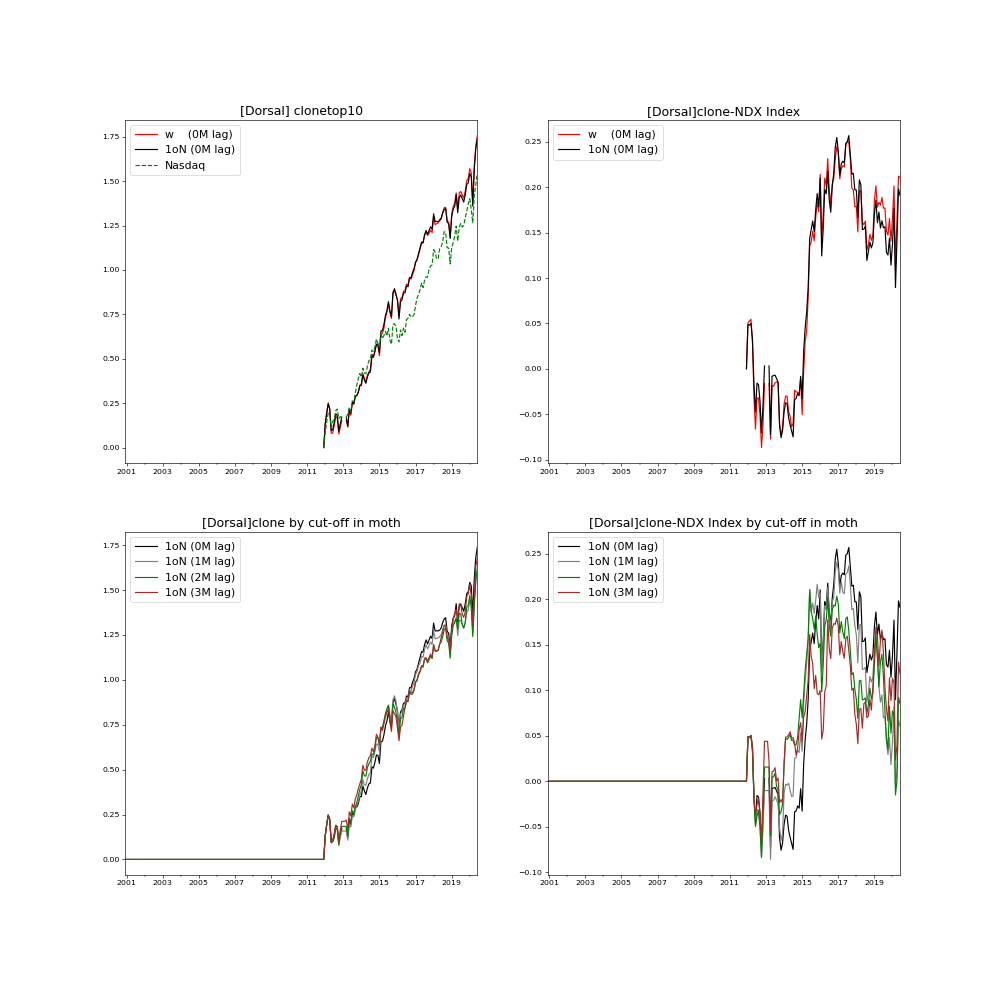 [Dorsal] clonetop10
w    (0M lag)
1oN (0M lag)
Nasdaq
1.75
1.50
1.25
1.00
0.75
0.50
0.25
0.00
2001 2003 2005 2007 2009 2011 2013 2015 2017 2019
[Dorsal]clone-NDX Index
w    (0M lag)
1oN (0M lag)
0.25
0.20
0.15
0.10
0.05
0.00
−0.05
−0.10
2001 2003 2005 2007 2009 2011 2013 2015 2017 2019
[Dorsal]clone by cut-off in moth
1oN (0M lag)
1oN (1M lag)
1oN (2M lag)
1oN (3M lag)
1.75
1.50
1.25
1.00
0.75
0.50
0.25
0.00
2001 2003 2005 2007 2009 2011 2013 2015 2017 2019
[Dorsal]clone-NDX Index by cut-off in moth
1oN (0M lag)
1oN (1M lag)
1oN (2M lag)
1oN (3M lag)
0.25
0.20
0.15
0.10
0.05
0.00
−0.05
−0.10
2001 2003 2005 2007 2009 2011 2013 2015 2017 2019